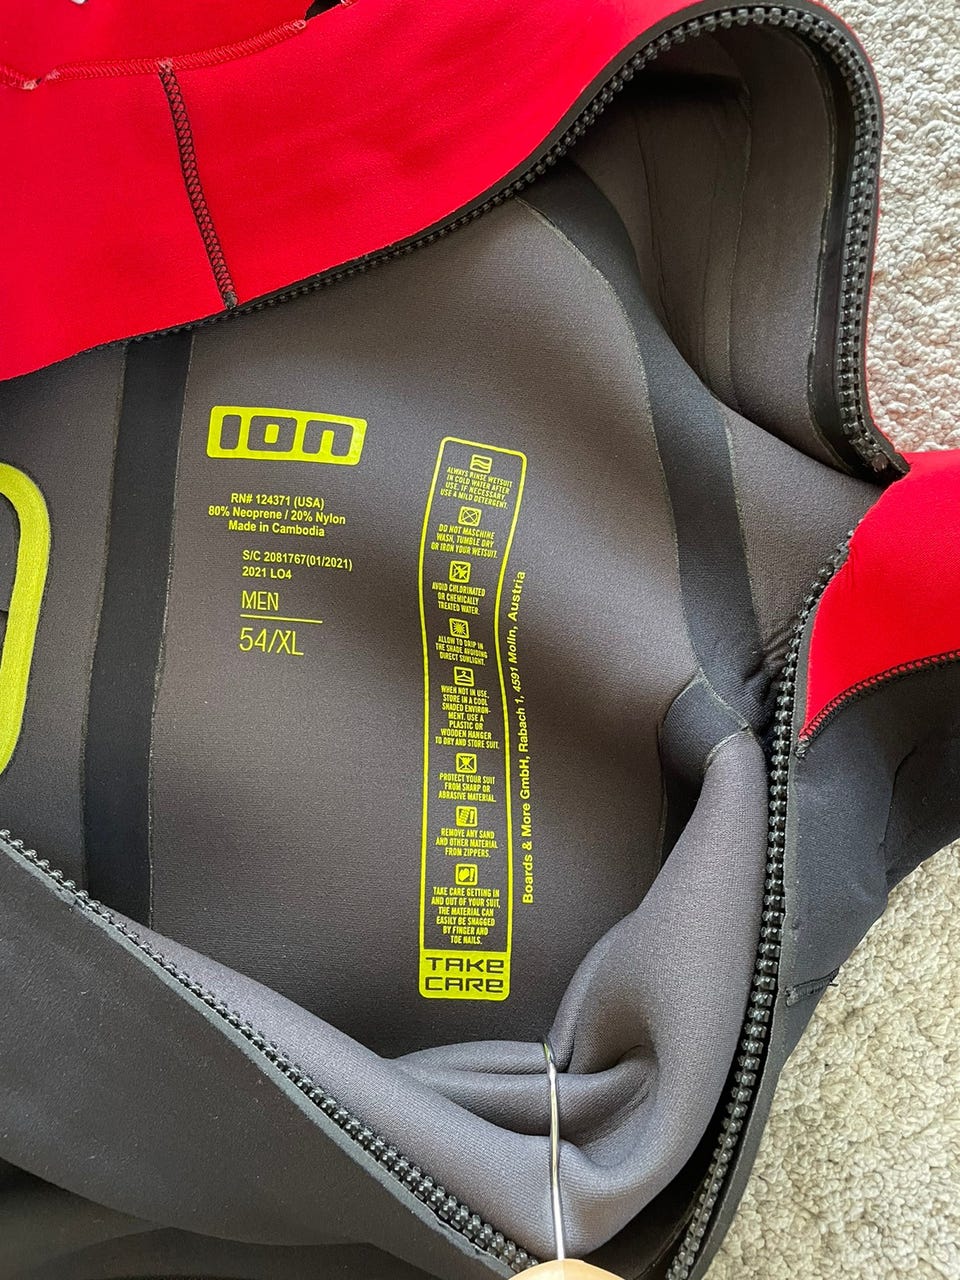 ION
RN# 124371 (USA)
80% Neoprene / 20% Nylon
Made in Cambodia
S/C 2081767(01/2021)
2021 LO4
MEN
54/XL
ALWAYS RINSE WETSUIT
IN COLD WATER AFTER
USE. IF NECESSARY,
USE A MILD DETERGENT.
DO NOT MASCHINE
WASH, TUMBLE DRY
OR IRON YOUR WETSUIT.
AVOID CHLORINATED
OR CHEMICALLY
TREATED WATER.
ALLOW TO DRIP IN
THE SHADE AVOIDING
DIRECT SUNLIGHT.
WHEN NOT IN USE,
STORE IN A COOL
SHADED ENVIRON-
MENT. USE A
PLASTIC OR
WOODEN HANGER
TO DRY AND STORE SUIT.
PROTECT YOUR SUIT
FROM SHARP OR
ABRASIVE MATERIAL.
REMOVE ANY SAND
AND OTHER MATERIAL
FROM ZIPPERS.
TAKE CARE GETTING IN
AND OUT OF YOUR SUIT,
THE MATERIAL CAN
EASILY BE SNAGGED
BY FINGER AND
TOE NAILS.
TAKE
CARE
Boards & More GmbH, Rabach 1, 4591 Molln, Austria